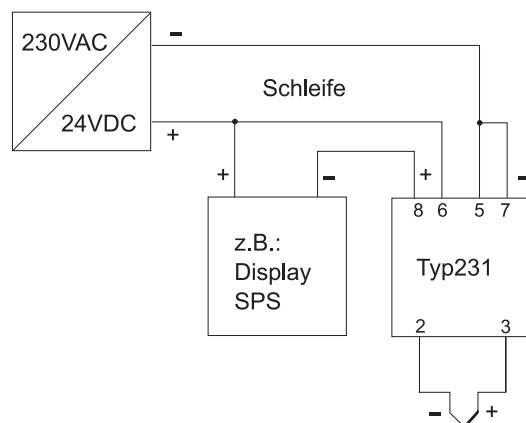 230VAC
−
24VDC
+
Schleife
+
−
+
−
8 6 5 7
z.B.:
Display
SPS
Typ231
2 3
−
+